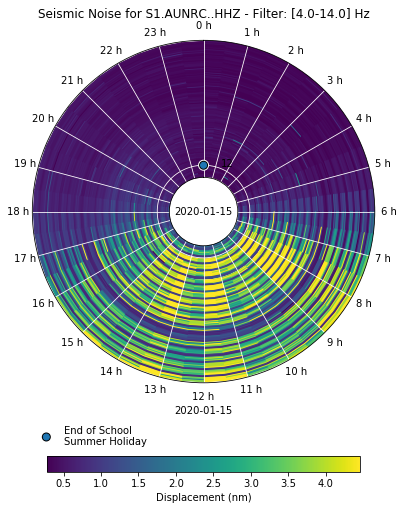 Seismic Noise for S1.AUNRC..HHZ - Filter: [4.0-14.0] Hz
0 h
23 h
1 h
22 h
2 h
21 h
3 h
20 h
4 h
19 h
5 h
18 h
2020-01-15
6 h
17 h
7 h
16 h
8 h
15 h
9 h
14 h
10 h
13 h
11 h
12 h
2020-01-15
End of School
Summer Holiday
0.5 1.0 1.5 2.0 2.5 3.0 3.5 4.0
Displacement (nm)